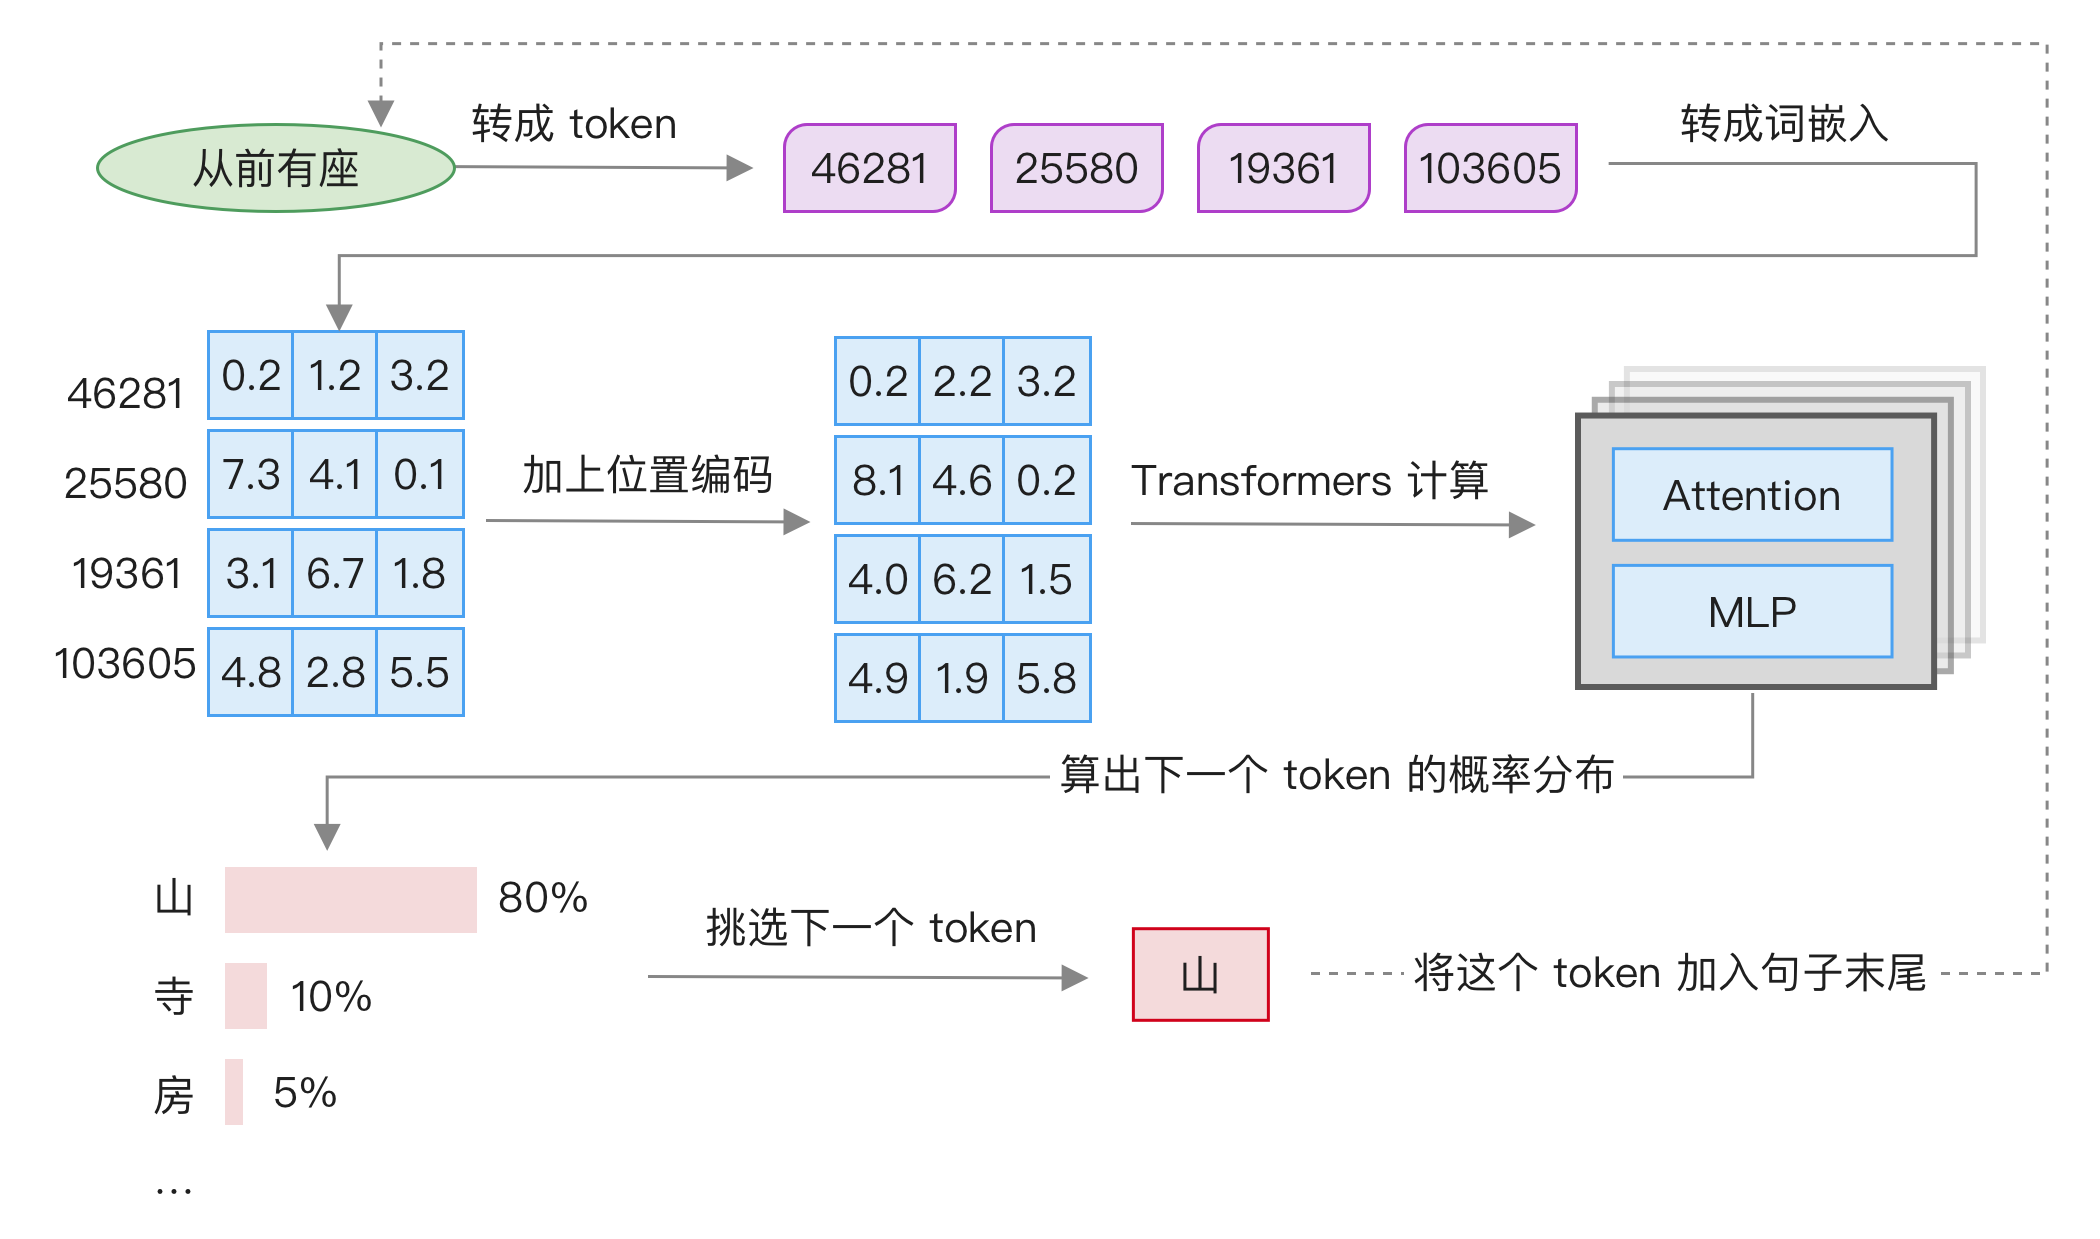 从前有座
转成 token
46281
25580
19361
103605
转成词嵌入
46281
0.2 1.2 3.2
25580
7.3 4.1 0.1
19361
3.1 6.7 1.8
103605
4.8 2.8 5.5
加上位置编码
0.2 2.2 3.2
8.1 4.6 0.2
4.0 6.2 1.5
4.9 1.9 5.8
Transformers 计算
Attention
MLP
算出下一个 token 的概率分布
山 80%
寺 10%
房 5%
...
挑选下一个 token
山
将这个 token 加入句子末尾